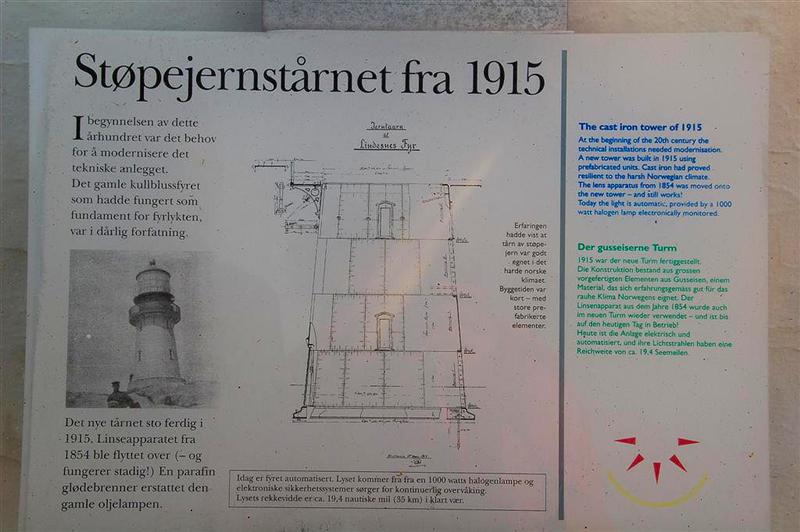 Støpejernstårnet fra 1915
I begynnelsen av dette
århundret var det behov
for å modernisere det
tekniske anlegget.
Det gamle kullblussfyret
som hadde fungert som
fundament for fyrlykten,
var i dårlig forfatning.
Det nye tårnet sto ferdig i
1915. Linseapparatet fra
1854 ble flyttet over (– og
fungerer stadig!) En parafin
glødebrenner erstattet den
gamle oljelampen.
Jerntaarn
at
Lindesnes Fyr
Erfaringen
hadde vist at
tårn av støpe-
jern var godt
egnet i det
harde norske
klimaet.
Byggetiden var
kort – med
store pre-
fabrikerte
elementer.
Idag er fyret automatisert. Lyset kommer fra fra en 1000 watts halogenlampe og
elektroniske sikkerhetssystemer sørger for kontinuerlig overvåking.
Lysets rekkevidde er ca. 19,4 nautiske mil (35 km) i klart vær.
The cast iron tower of 1915
At the beginning of the 20th century the
technical installations needed modernisation.
A new tower was built in 1915 using
prefabricated units. Cast iron had proved
resilient to the harsh Norwegian climate.
The lens apparatus from 1854 was moved onto
the new tower – and still works!
Today the light is automatic, provided by a 1000
watt halogen lamp electronically monitored.
Der gusseiserne Turm
1915 war der neue Turm fertiggestellt.
Die Konstruktion bestand aus grossen
vorgefertigten Elementen aus Gusseisen, einem
Material, das sich erfahrungsgemäss gut für das
rauhe Klima Norwegens eignet. Der
Linsenapparat aus dem Jahre 1854 wurde auch
im neuen Turm wieder verwendet – und ist bis
auf den heutigen Tag in Betrieb!
Heute ist die Anlage elektrisch und
automatisiert, und ihre Lichtstrahlen haben eine
Reichweite von ca. 19,4 Seemeilen.